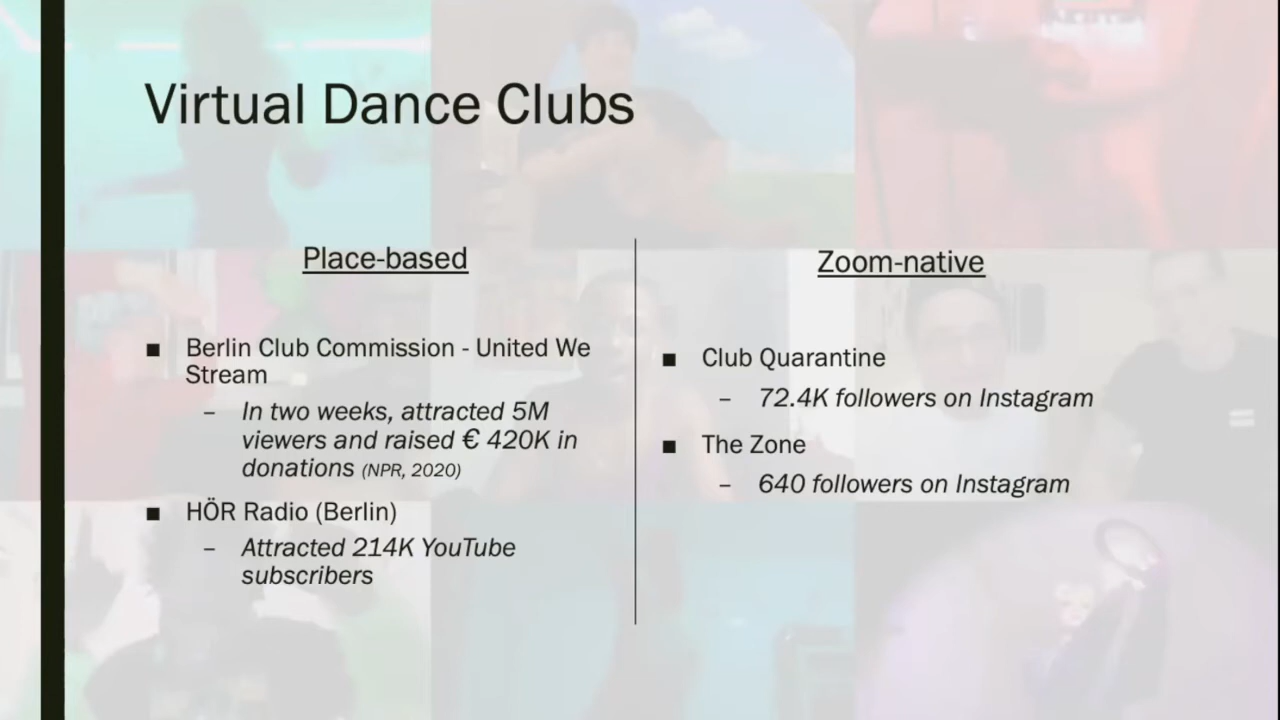 Virtual Dance Clubs
Place-based
■ Berlin Club Commission - United We
Stream
– In two weeks, attracted 5M
viewers and raised € 420K in
donations (NPR, 2020)
■ HÖR Radio (Berlin)
– Attracted 214K YouTube
subscribers
Zoom-native
■ Club Quarantine
– 72.4K followers on Instagram
■ The Zone
– 640 followers on Instagram